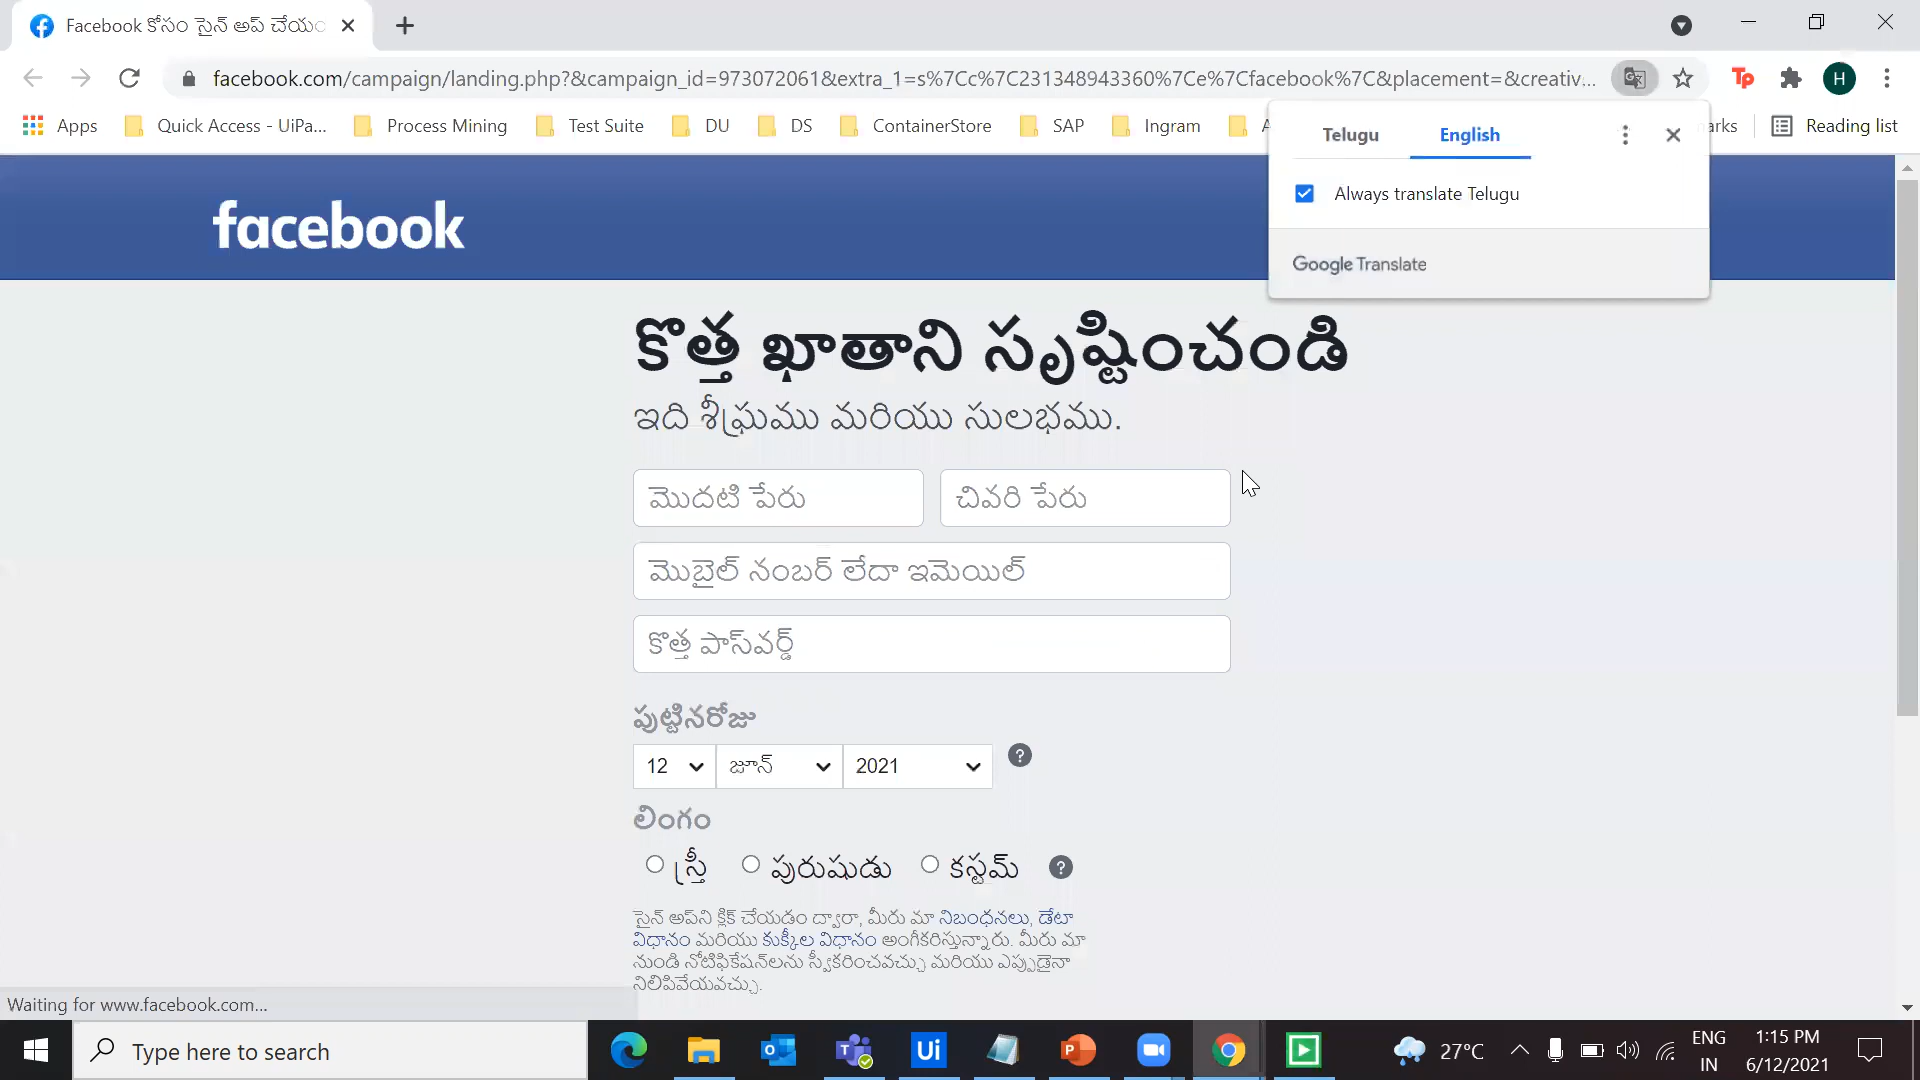 Facebook కోసం సైన్ అప్ చేయం
facebook.com/campaign/landing.php?&campaign_id=973072061&extra_1=s%7Cc%7C231348943360%7Ce%7Cfacebook%7C&placement=&creativ...
Tp
H
Apps
Quick Access - UiPa...
Process Mining
Test Suite
DU
DS
ContainerStore
SAP
Ingram
Reading list
Telugu
English
Always translate Telugu
Google Translate
facebook
కొత్త ఖాతాని సృష్టించండి
ఇది శీఘ్రము మరియు సులభము.
మొదటి పేరు
చివరి పేరు
మొబైల్ నంబర్ లేదా ఇమెయిల్
కొత్త పాస్‌వర్డ్
పుట్టినరోజు
12
జూన్
2021
?
లింగం
స్త్రీ
పురుషుడు
కస్టమ్
?
సైన్ అప్‌ని క్లిక్ చేయడం ద్వారా, మీరు మా నిబంధనలు, డేటా
విధానం మరియు కుక్కీల విధానం అంగీకరిస్తున్నారు. మీరు మా
నుండి నోటిఫికేషన్‌లను స్వీకరించవచ్చు మరియు ఎప్పుడైనా
నిలిపివేయవచ్చు.
Waiting for www.facebook.com...
Type here to search
Ui
27°C
ENG
IN
1:15 PM
6/12/2021